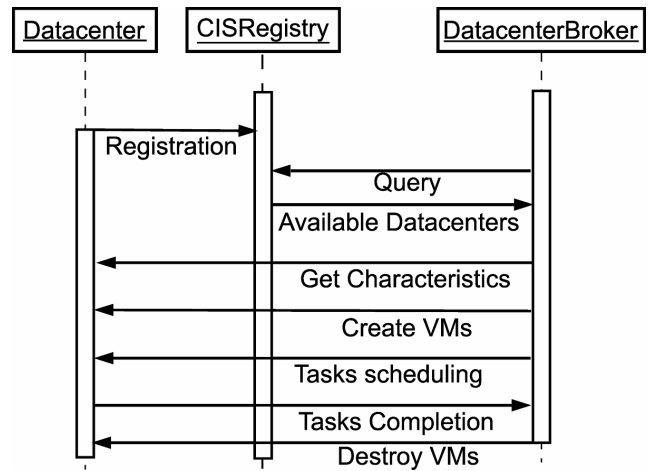 Datacenter
CISRegistry
DatacenterBroker
Registration
Query
Available Datacenters
Get Characteristics
Create VMs
Tasks scheduling
Tasks Completion
Destroy VMs